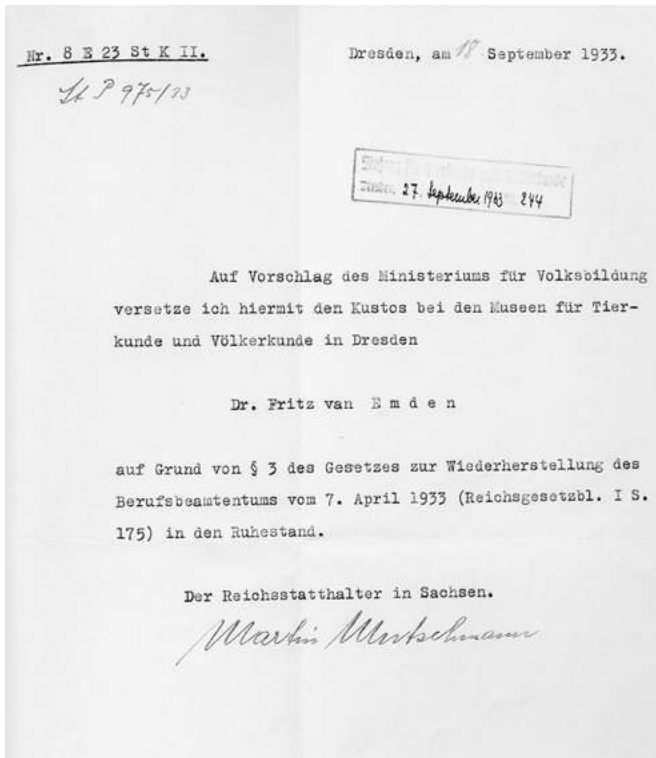 Nr. 8 E 23 St K II.
Dresden, am 18 September 1933.
St P 975/33
Dresden, 27. September 1933 244
Auf Vorschlag des Ministeriums für Volksbildung
versetze ich hiermit den Kustos bei den Museen für Tier-
kunde und Völkerkunde in Dresden
Dr. Fritz van E m d e n
auf Grund von § 3 des Gesetzes zur Wiederherstellung des
Berufsbeamtentums vom 7. April 1933 (Reichsgesetzbl. I S.
175) in den Ruhestand.
Der Reichsstatthalter in Sachsen.
Martin Mutschmann